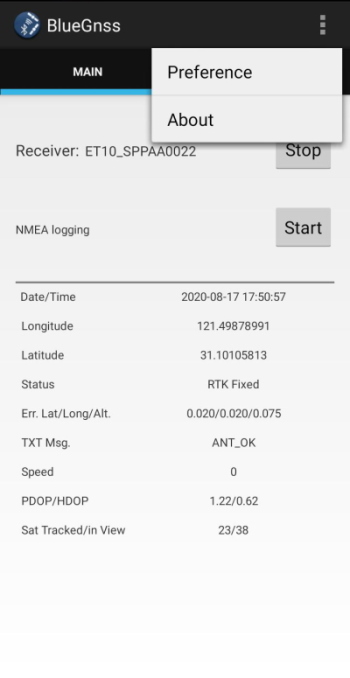 BlueGnss
MAIN
Preference
About
Receiver: ET10_SPPAA0022 Stop
NMEA logging Start
Date/Time 2020-08-17 17:50:57
Longitude 121.49878991
Latitude 31.10105813
Status RTK Fixed
Err. Lat/Long/Alt. 0.020/0.020/0.075
TXT Msg. ANT_OK
Speed 0
PDOP/HDOP 1.22/0.62
Sat Tracked/in View 23/38